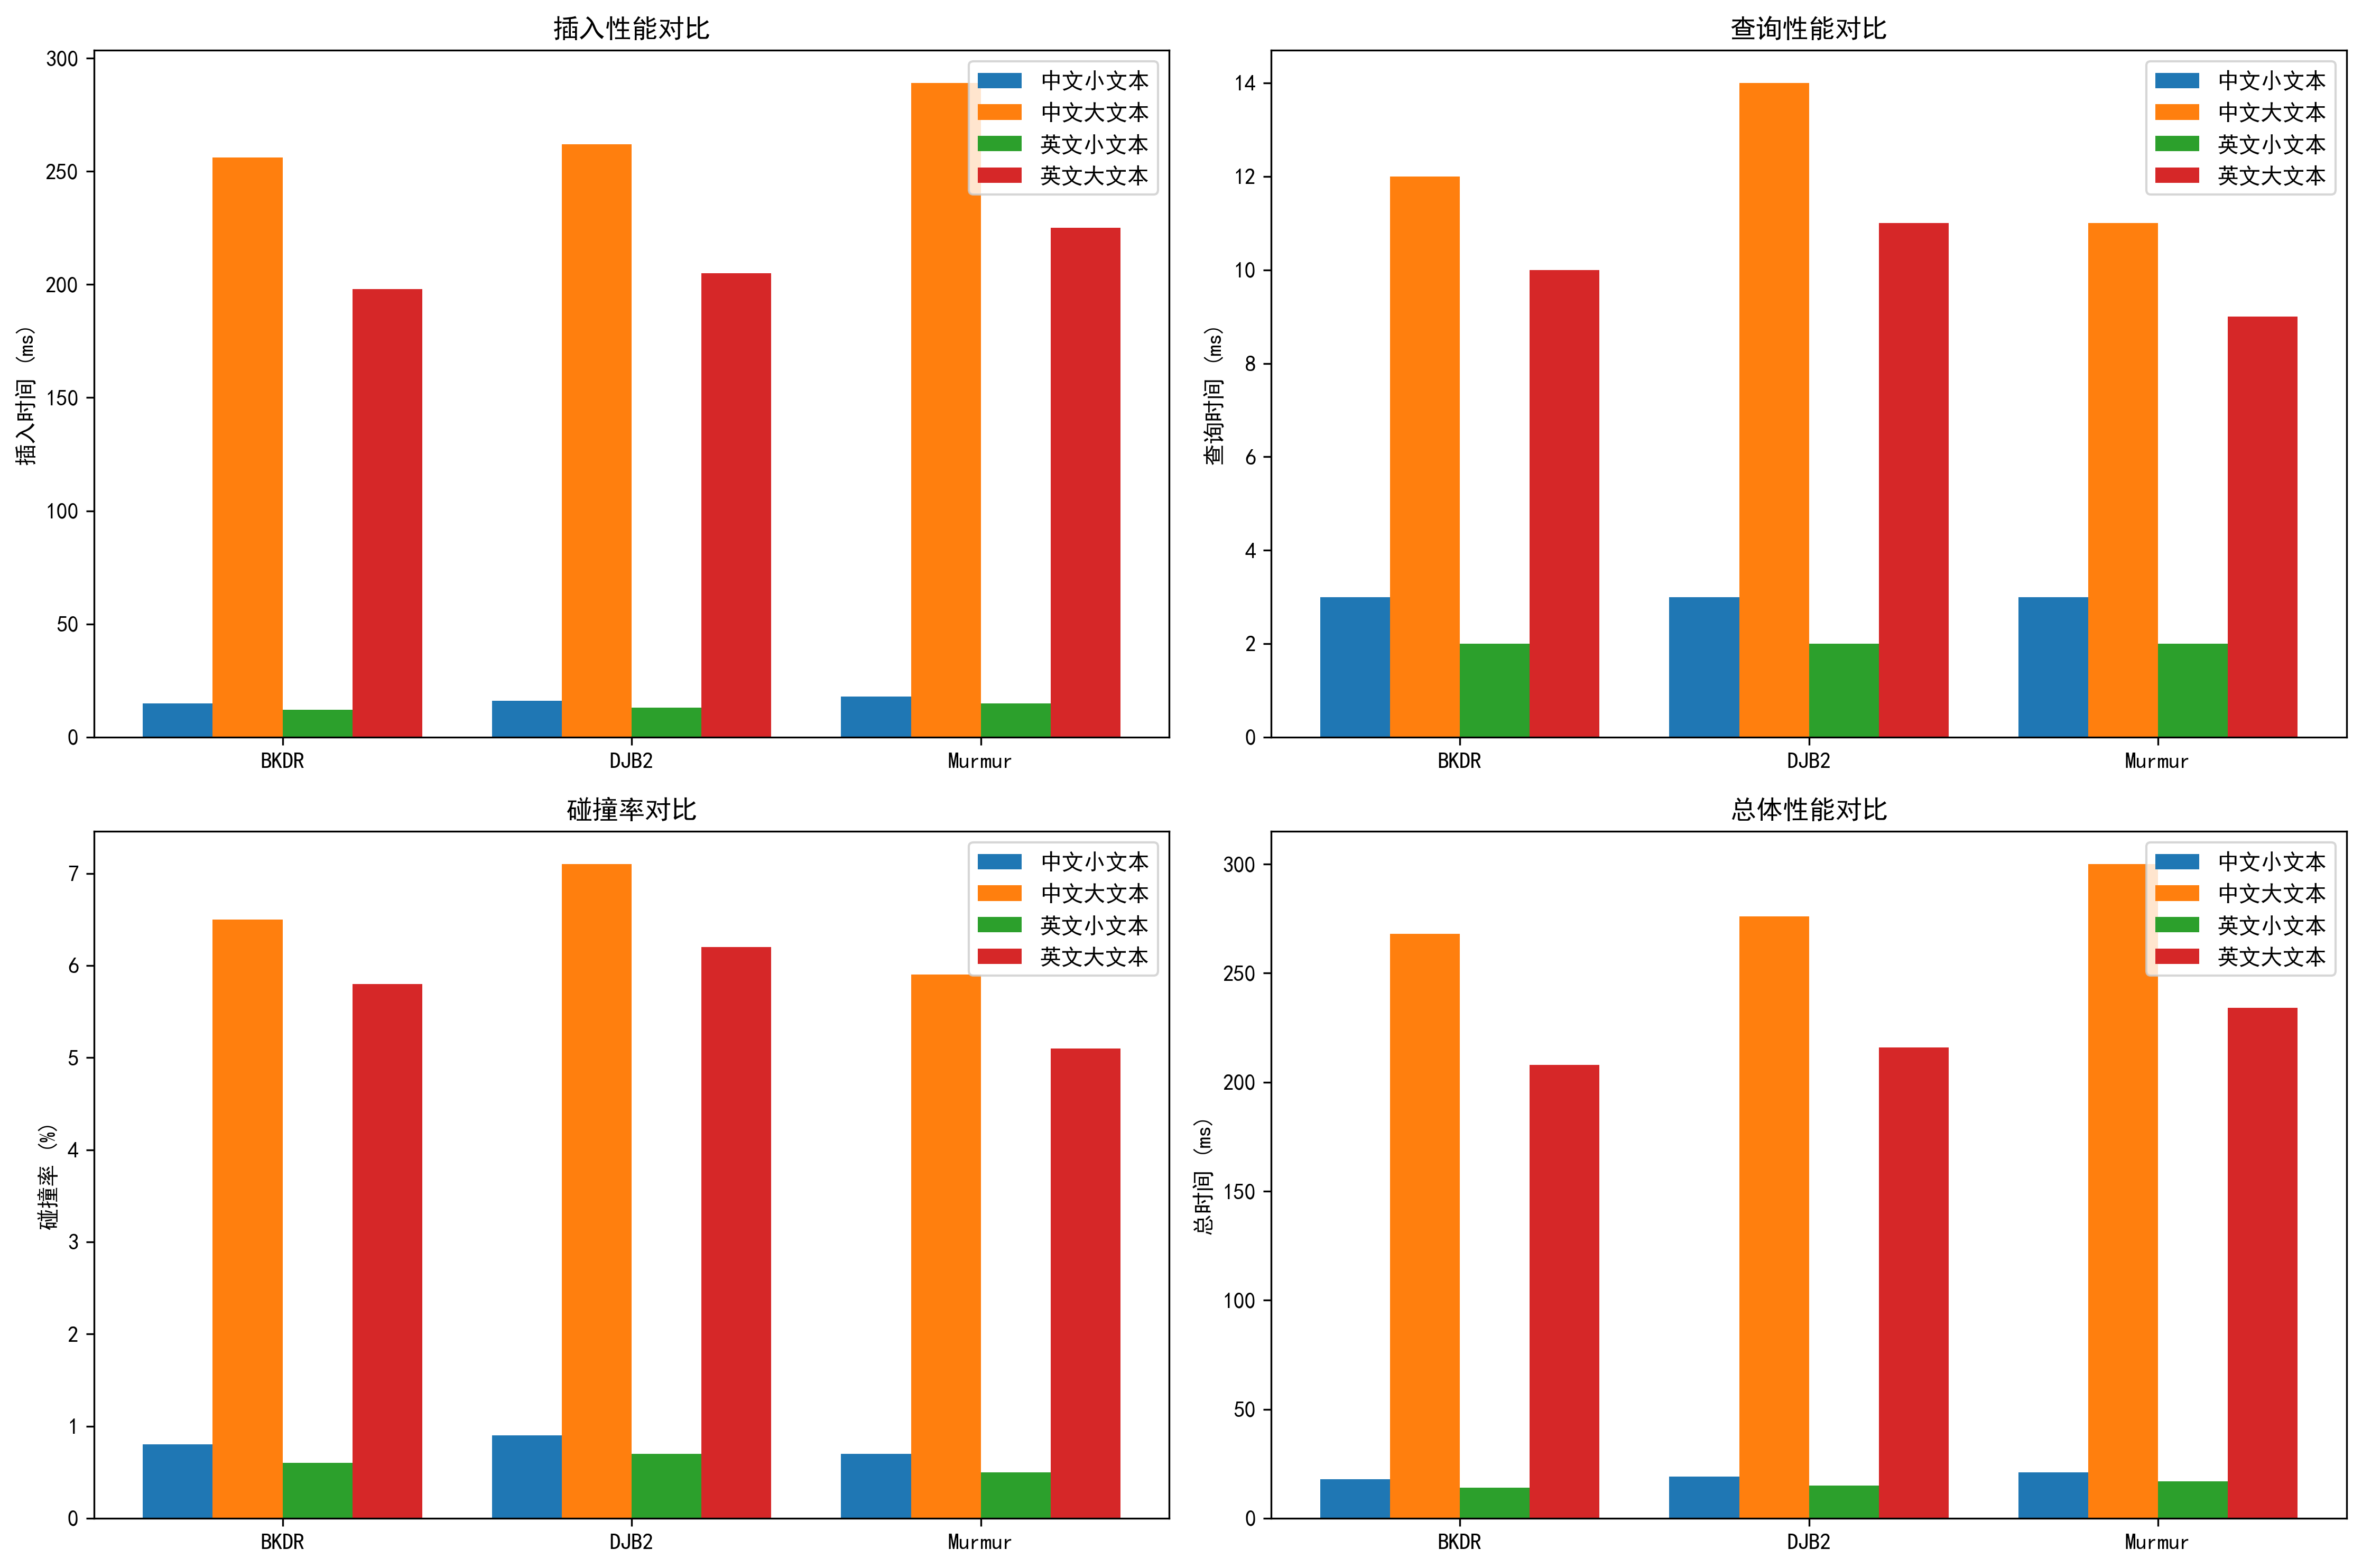 插入性能对比
300
250
200
150
100
50
0
插入时间 (ms)
中文小文本
中文大文本
英文小文本
英文大文本
BKDR
DJB2
Murmur
查询性能对比
14
12
10
8
6
4
2
0
查询时间 (ms)
中文小文本
中文大文本
英文小文本
英文大文本
BKDR
DJB2
Murmur
碰撞率对比
7
6
5
4
3
2
1
0
碰撞率 (%)
中文小文本
中文大文本
英文小文本
英文大文本
BKDR
DJB2
Murmur
总体性能对比
300
250
200
150
100
50
0
总时间 (ms)
中文小文本
中文大文本
英文小文本
英文大文本
BKDR
DJB2
Murmur